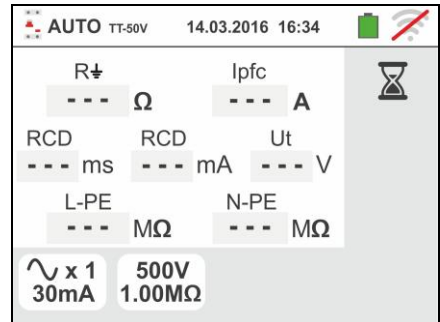 AUTO TT-50V 14.03.2016 16:34
R⏚ Ipfc
--- Ω --- A
RCD RCD Ut
--- ms --- mA --- V
L-PE N-PE
--- MΩ --- MΩ
∿ x 1 500V
30mA 1.00MΩ